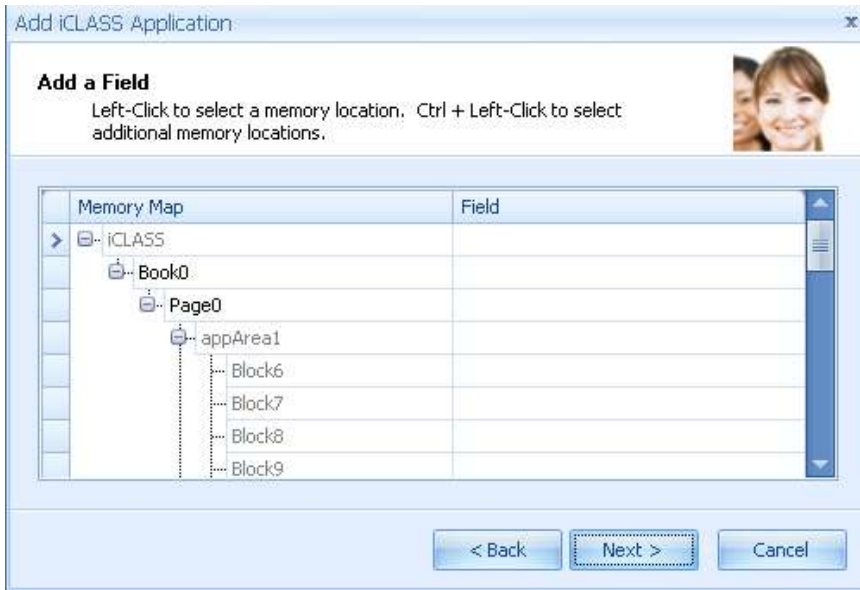 Add iCLASS Application
Add a Field
Left-Click to select a memory location. Ctrl + Left-Click to select
additional memory locations.
Memory Map Field
iCLASS
Book0
Page0
appArea1
Block6
Block7
Block8
Block9
< Back Next > Cancel